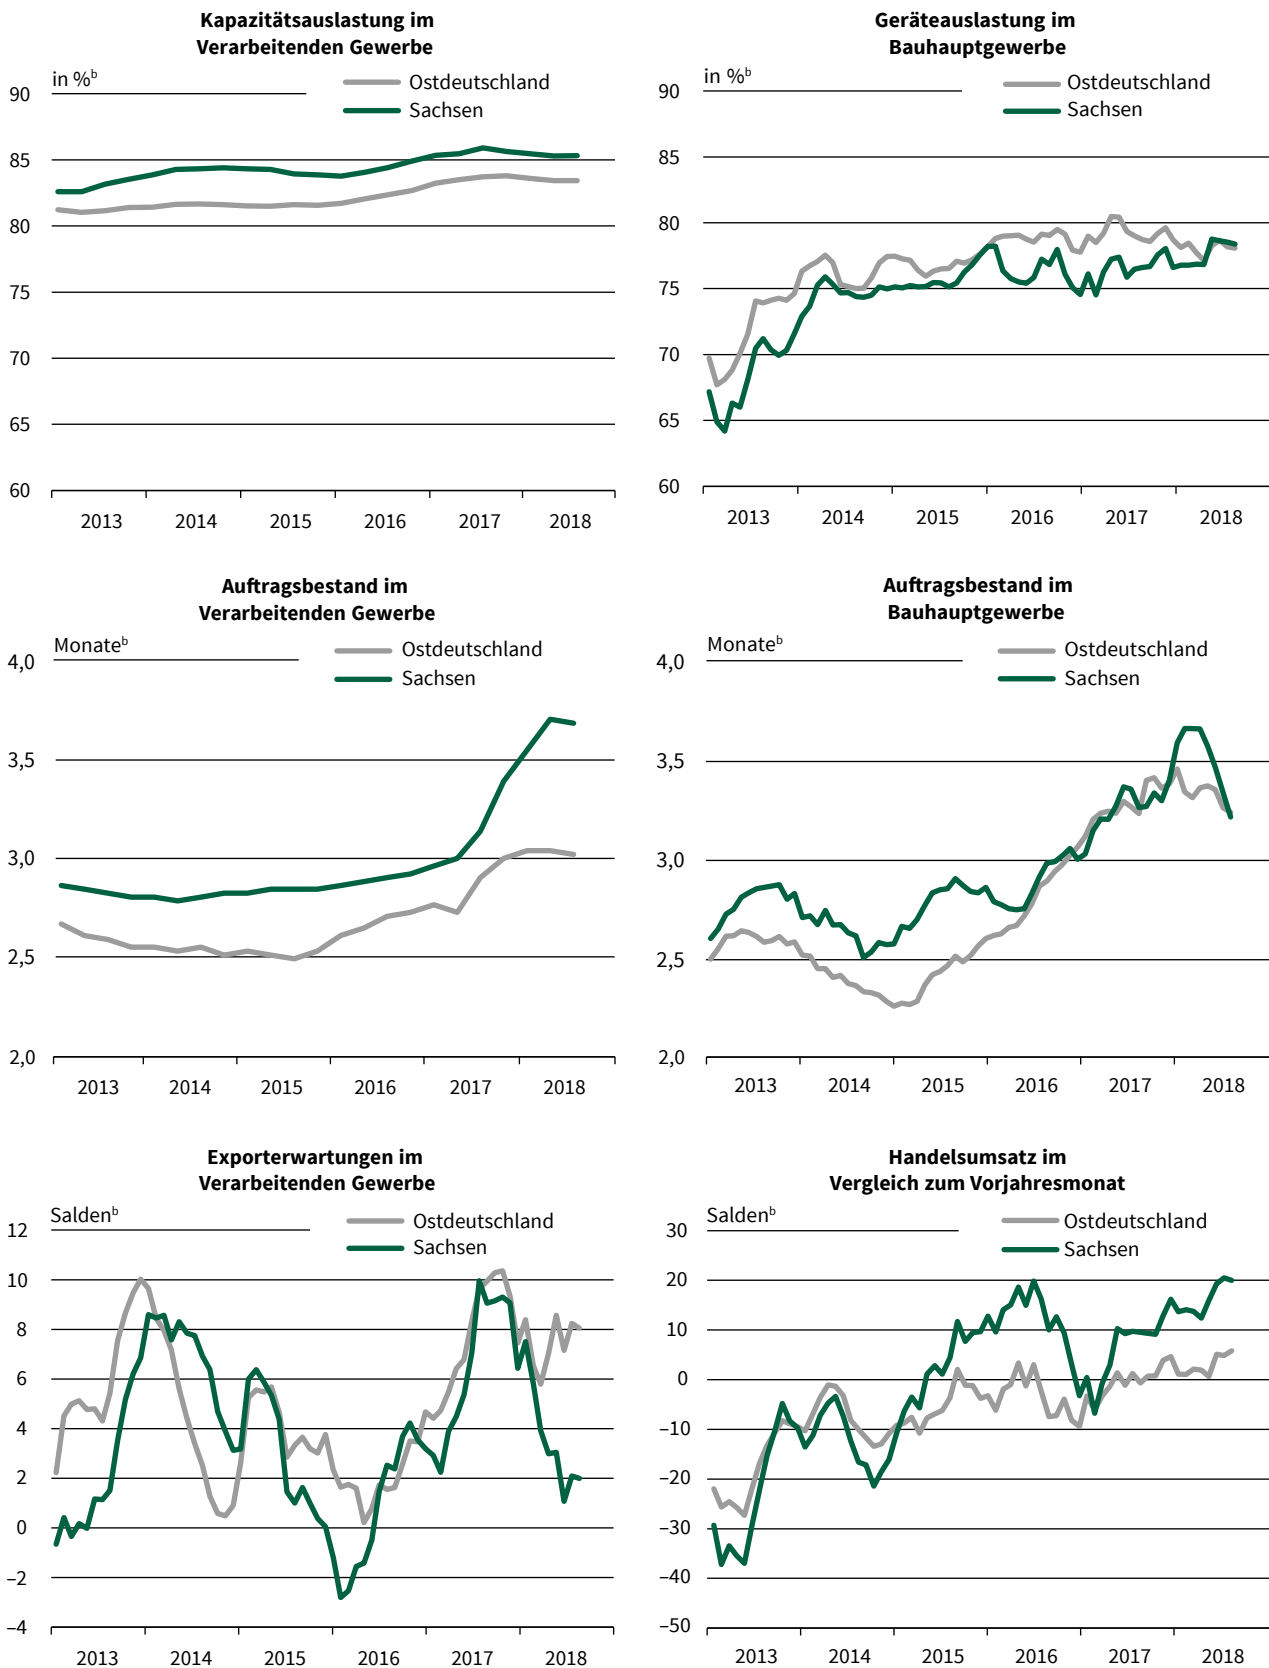 Kapazitätsauslastung im
Verarbeitenden Gewerbe
in %ᵇ
Ostdeutschland
Sachsen
90
85
80
75
70
65
60
2013 2014 2015 2016 2017 2018
Geräteauslastung im
Bauhauptgewerbe
in %ᵇ
Ostdeutschland
Sachsen
90
85
80
75
70
65
60
2013 2014 2015 2016 2017 2018
Auftragsbestand im
Verarbeitenden Gewerbe
Monateᵇ
Ostdeutschland
Sachsen
4,0
3,5
3,0
2,5
2,0
2013 2014 2015 2016 2017 2018
Auftragsbestand im
Bauhauptgewerbe
Monateᵇ
Ostdeutschland
Sachsen
4,0
3,5
3,0
2,5
2,0
2013 2014 2015 2016 2017 2018
Exporterwartungen im
Verarbeitenden Gewerbe
Saldenᵇ
Ostdeutschland
Sachsen
12
10
8
6
4
2
0
–2
–4
2013 2014 2015 2016 2017 2018
Handelsumsatz im
Vergleich zum Vorjahresmonat
Saldenᵇ
Ostdeutschland
Sachsen
30
20
10
0
–10
–20
–30
–40
–50
2013 2014 2015 2016 2017 2018